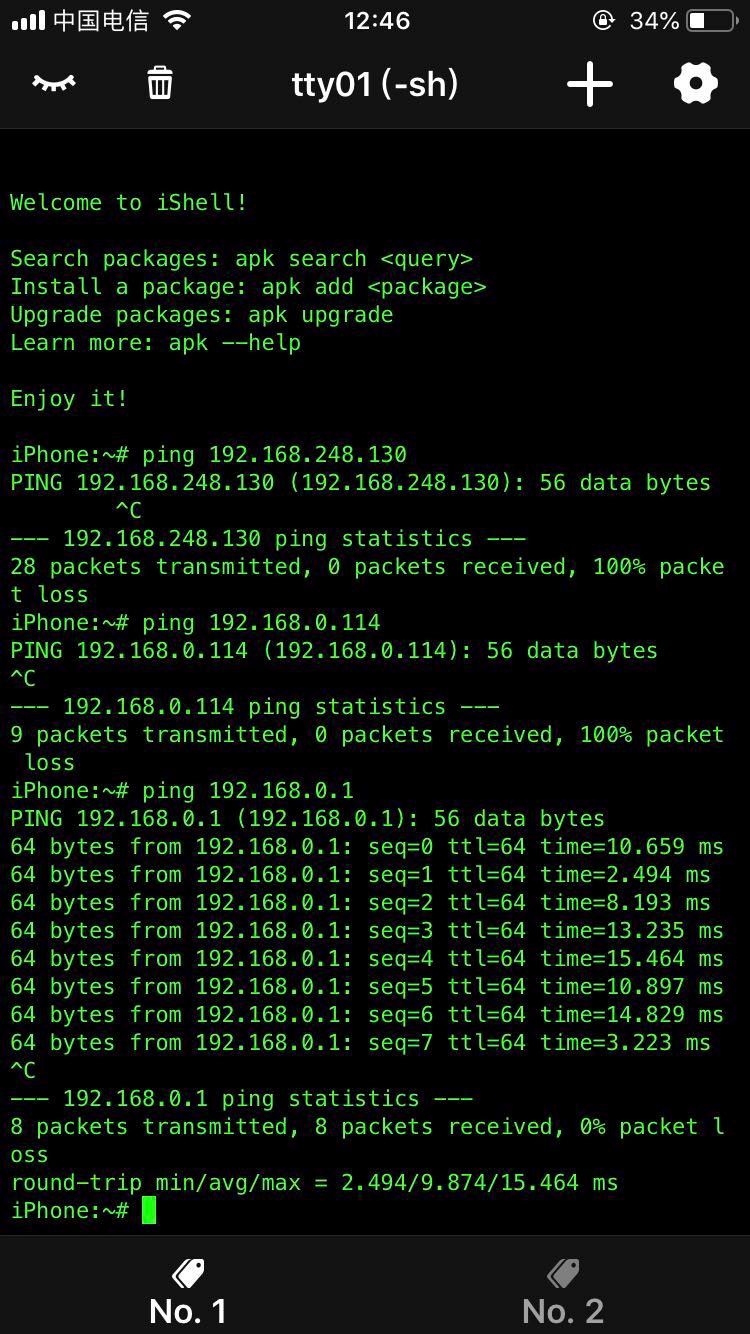 中国电信 12:46 34%
tty01 (-sh)
Welcome to iShell!
Search packages: apk search <query>
Install a package: apk add <package>
Upgrade packages: apk upgrade
Learn more: apk --help
Enjoy it!
iPhone:~# ping 192.168.248.130
PING 192.168.248.130 (192.168.248.130): 56 data bytes
^C
--- 192.168.248.130 ping statistics ---
28 packets transmitted, 0 packets received, 100% packe
t loss
iPhone:~# ping 192.168.0.114
PING 192.168.0.114 (192.168.0.114): 56 data bytes
^C
--- 192.168.0.114 ping statistics ---
9 packets transmitted, 0 packets received, 100% packet
loss
iPhone:~# ping 192.168.0.1
PING 192.168.0.1 (192.168.0.1): 56 data bytes
64 bytes from 192.168.0.1: seq=0 ttl=64 time=10.659 ms
64 bytes from 192.168.0.1: seq=1 ttl=64 time=2.494 ms
64 bytes from 192.168.0.1: seq=2 ttl=64 time=8.193 ms
64 bytes from 192.168.0.1: seq=3 ttl=64 time=13.235 ms
64 bytes from 192.168.0.1: seq=4 ttl=64 time=15.464 ms
64 bytes from 192.168.0.1: seq=5 ttl=64 time=10.897 ms
64 bytes from 192.168.0.1: seq=6 ttl=64 time=14.829 ms
64 bytes from 192.168.0.1: seq=7 ttl=64 time=3.223 ms
^C
--- 192.168.0.1 ping statistics ---
8 packets transmitted, 8 packets received, 0% packet l
oss
round-trip min/avg/max = 2.494/9.874/15.464 ms
iPhone:~#
No. 1 No. 2